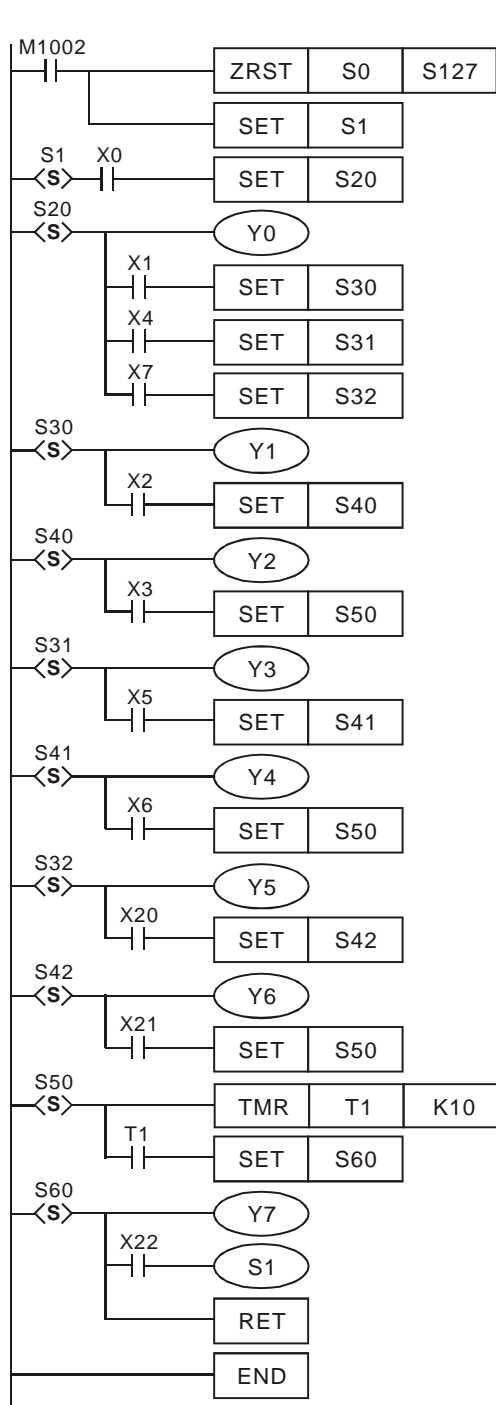 M1002
ZRST S0 S127
SET S1
S1 X0
S SET S20
S20
S Y0
X1
SET S30
X4
SET S31
X7
SET S32
S30
S Y1
X2
SET S40
S40
S Y2
X3
SET S50
S31
S Y3
X5
SET S41
S41
S Y4
X6
SET S50
S32
S Y5
X20
SET S42
S42
S Y6
X21
SET S50
S50
S TMR T1 K10
T1
SET S60
S60
S Y7
X22
S1
RET
END